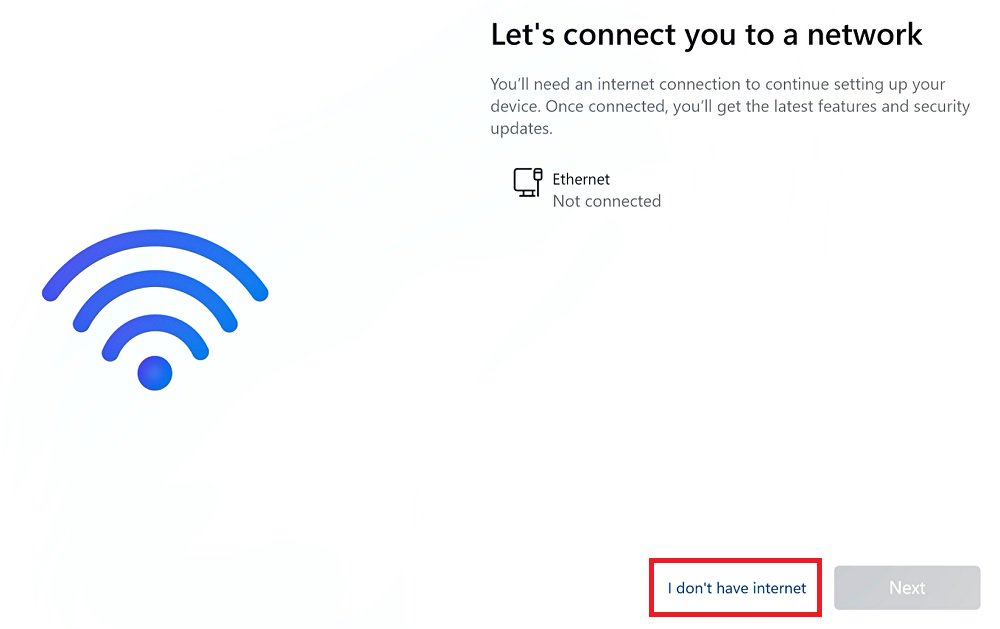 Let's connect you to a network
You’ll need an internet connection to continue setting up your
device. Once connected, you’ll get the latest features and security
updates.
Ethernet
Not connected
I don't have internet
Next